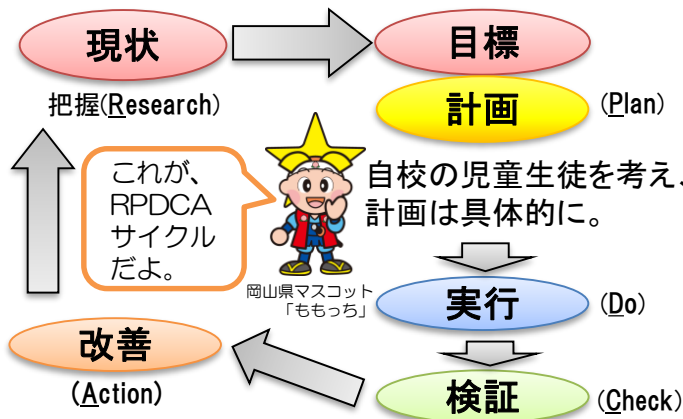 現状
把握(Research)
目標
計画
(Plan)
これが、
RPDCA
サイクル
だよ。
自校の児童生徒を考え、
計画は具体的に。
岡山県マスコット
「ももっち」
実行
(Do)
改善
(Action)
検証
(Check)